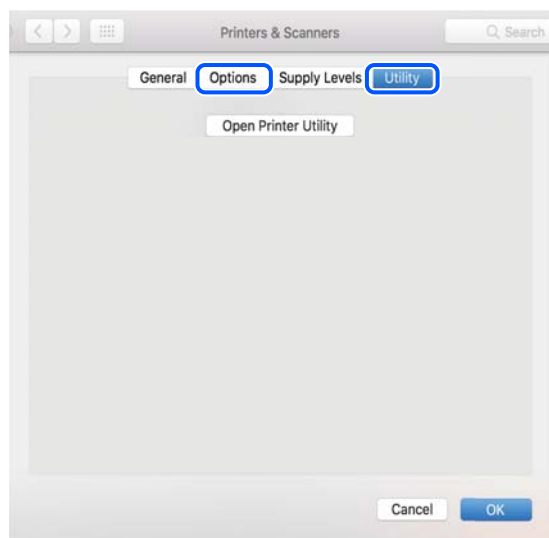 Printers & Scanners Search
General Options Supply Levels Utility
Open Printer Utility
Cancel OK